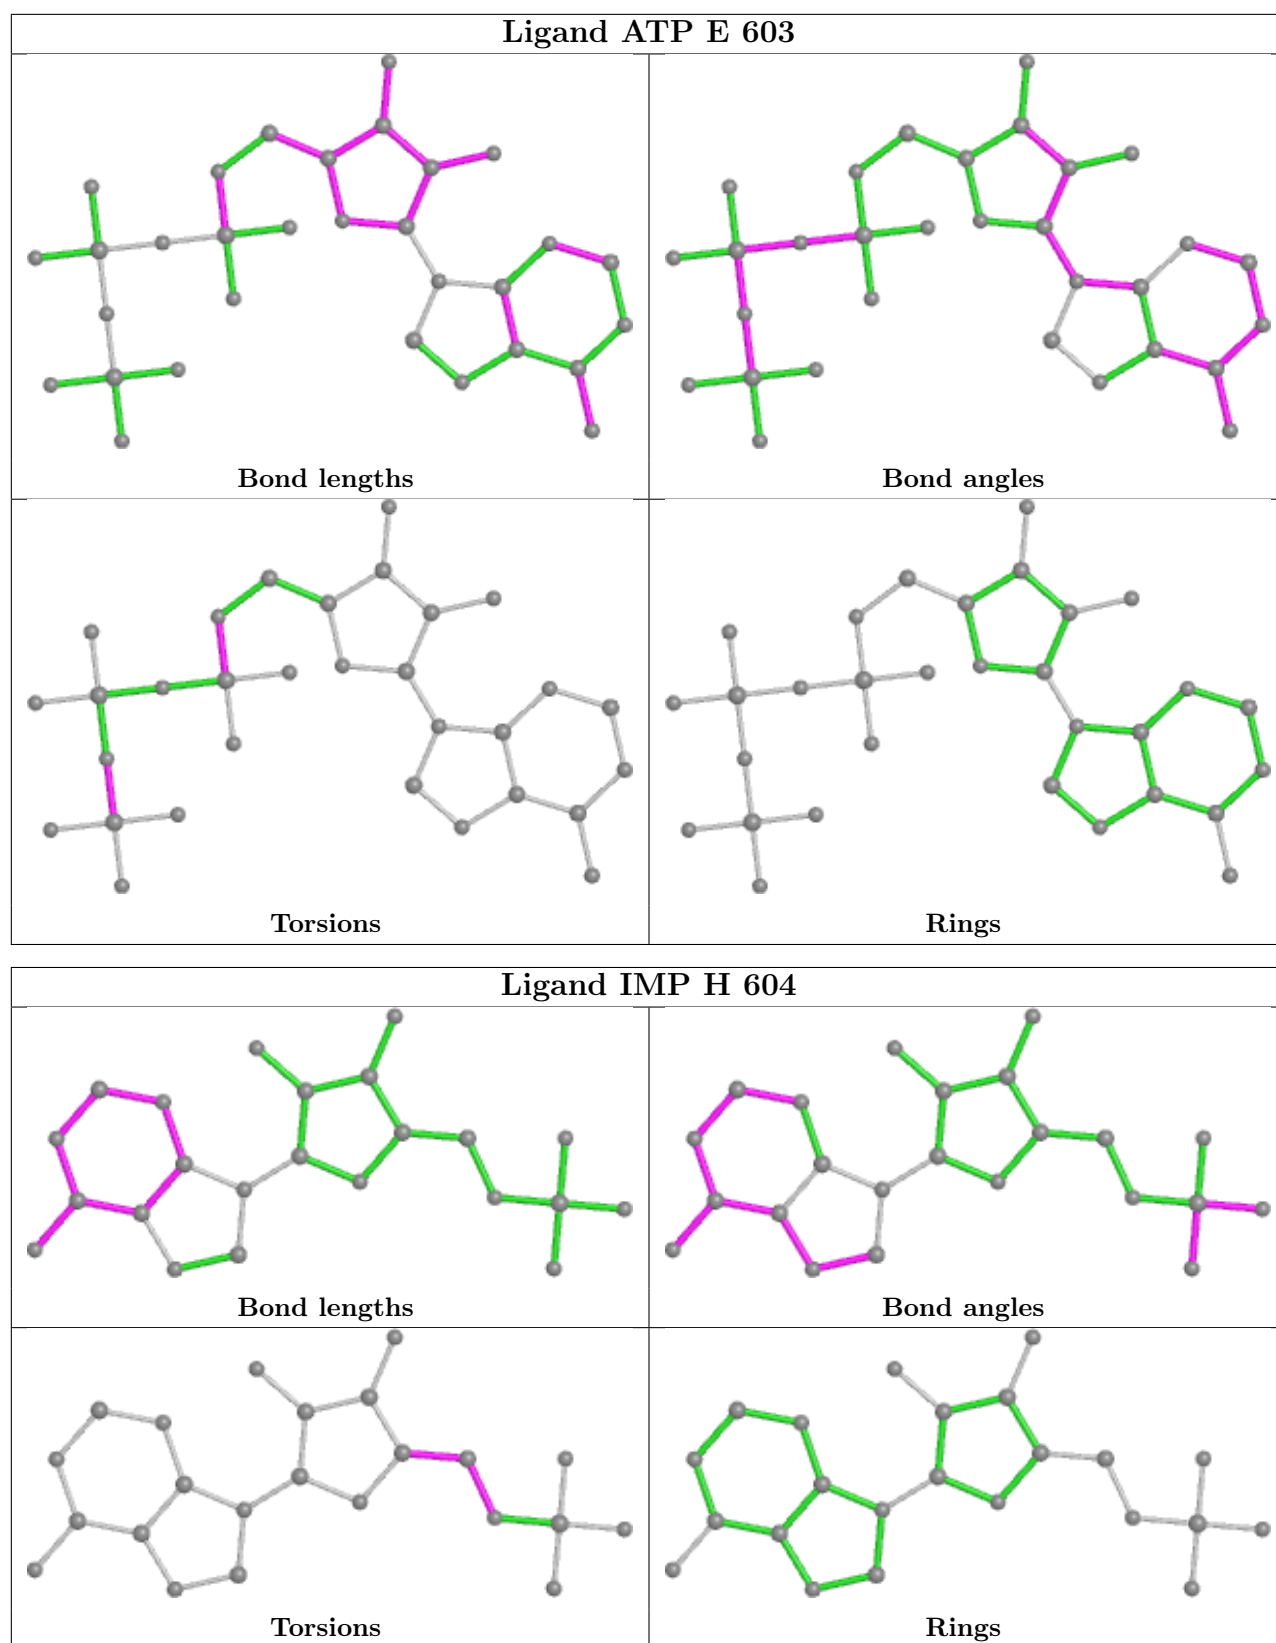 Ligand ATP E 603
Bond lengths
Bond angles
Torsions
Rings
Ligand IMP H 604
Bond lengths
Bond angles
Torsions
Rings